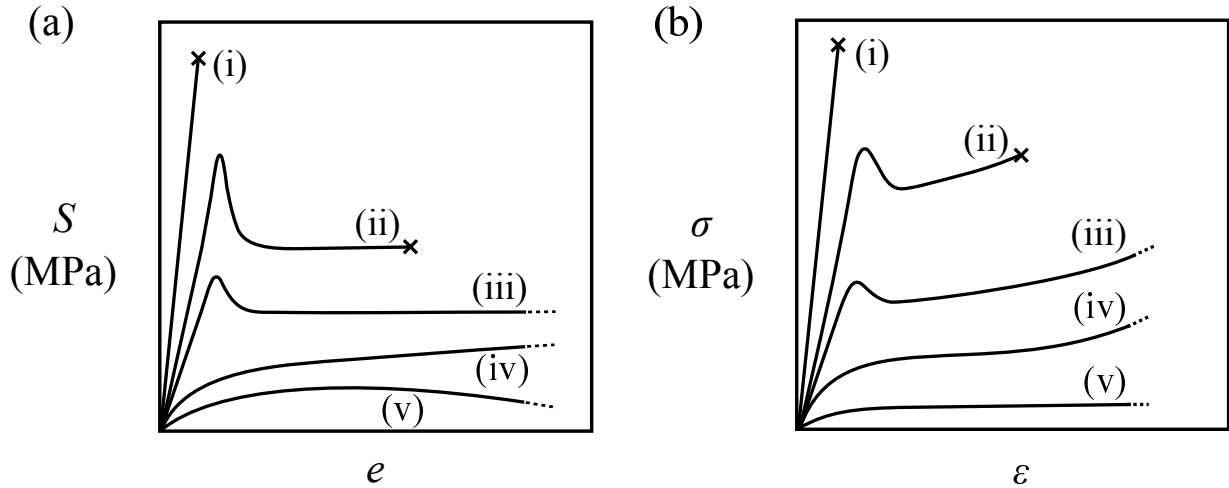 (a)
(i)
(ii)
(iii)
(iv)
(v)
S
(MPa)
e
(b)
(i)
(ii)
(iii)
(iv)
(v)
σ
(MPa)
ε